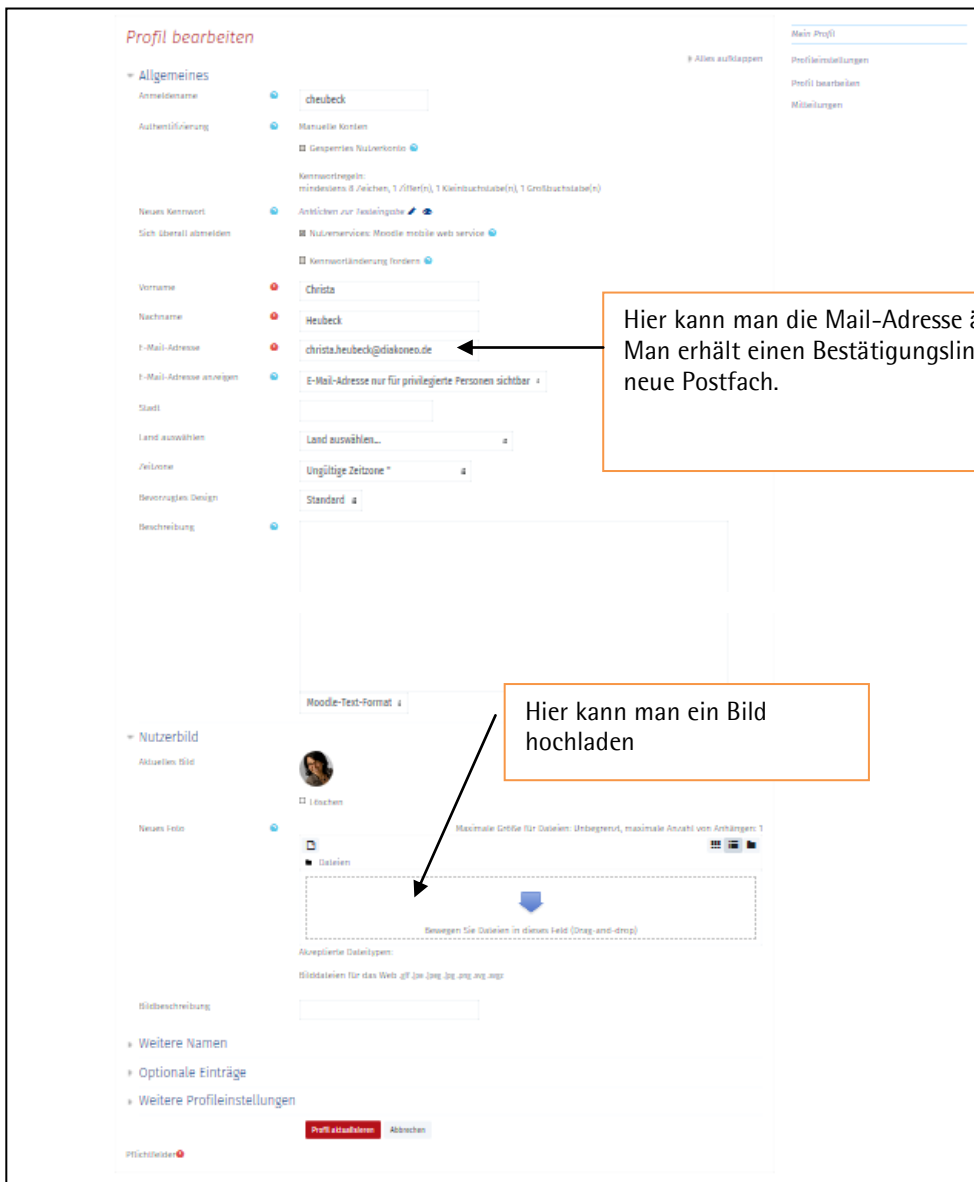 Profil bearbeiten
Mein Profil
Alles aufklappen
Profileinstellungen
Profil bearbeiten
Mitteilungen
Allgemeines
Anmeldename
cheubeck
Authentifizierung
Manuelle Konten
Gesperrtes Nutzerkonto
Kennwortregeln:
mindestens 8 Zeichen, 1 Ziffer(n), 1 Kleinbuchstabe(n), 1 Großbuchstabe(n)
Neues Kennwort
Anklicken zur Texteingabe
Sich überall abmelden
Nutzerservices: Moodle mobile web service
Kennwortänderung fordern
Vorname
Christa
Nachname
Heubeck
E-Mail-Adresse
christa.heubeck@diakoneo.de
Hier kann man die Mail-Adresse ä
Man erhält einen Bestätigungslin
neue Postfach.
E-Mail-Adresse anzeigen
E-Mail-Adresse nur für privilegierte Personen sichtbar
Stadt
Land auswählen
Land auswählen...
Zeitzone
Ungültige Zeitzone "
Bevorzugtes Design
Standard
Beschreibung
Moodle-Text-Format
Hier kann man ein Bild
hochladen
Nutzerbild
Aktuelles Bild
Löschen
Neues Foto
Maximale Größe für Dateien: Unbegrenzt, maximale Anzahl von Anhängen: 1
Dateien
Bewegen Sie Dateien in dieses Feld (Drag-and-drop)
Akzeptierte Dateitypen:
Bilddateien für das Web .gif .jpe .jpeg .jpg .png .svg .svgz
Bildbeschreibung
Weitere Namen
Optionale Einträge
Weitere Profileinstellungen
Profil aktualisieren
Abbrechen
Pflichtfelder